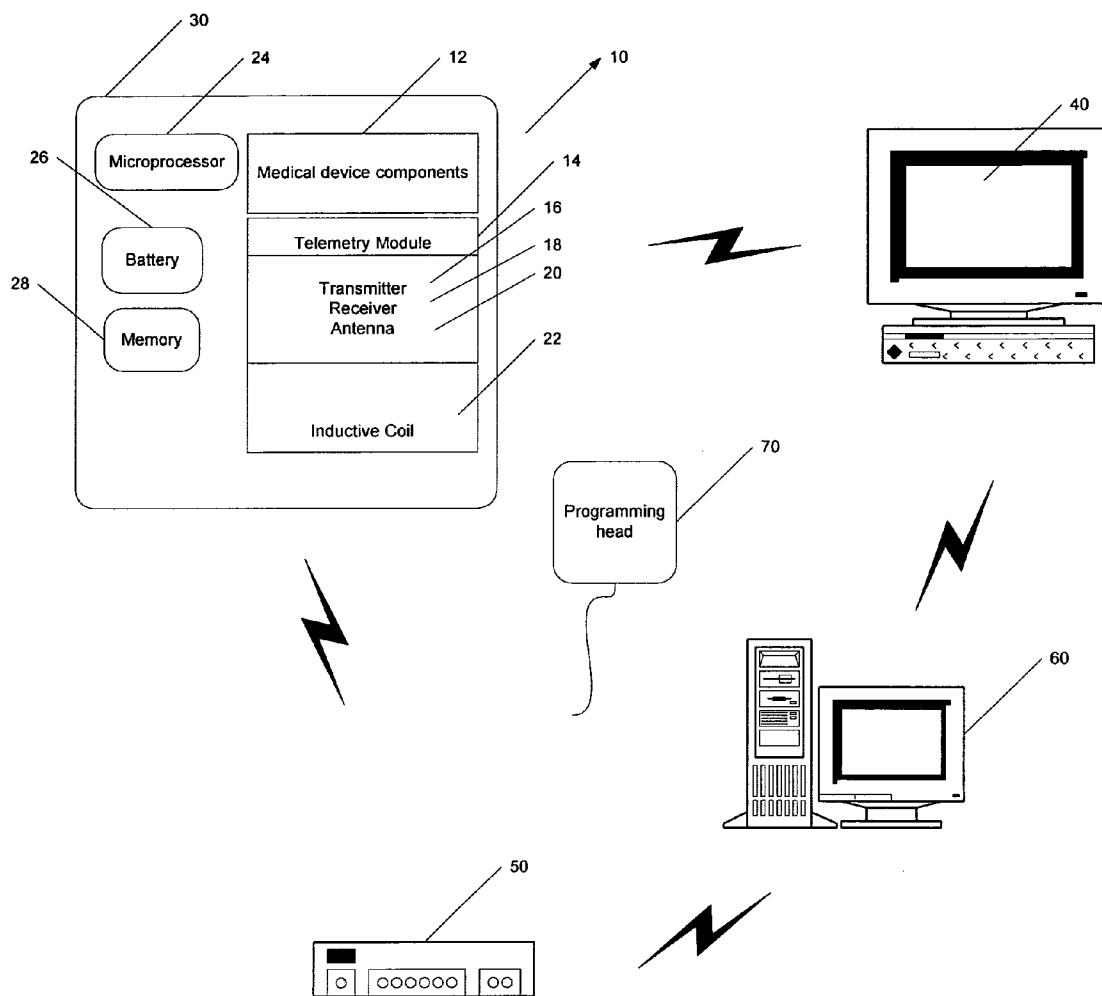 30
24
12
10
40
26
Microprocessor
Medical device components
14
16
Telemetry Module
18
Battery
20
28
Transmitter
Receiver
Antenna
Memory
22
Inductive Coil
70
Programming
head
60
50